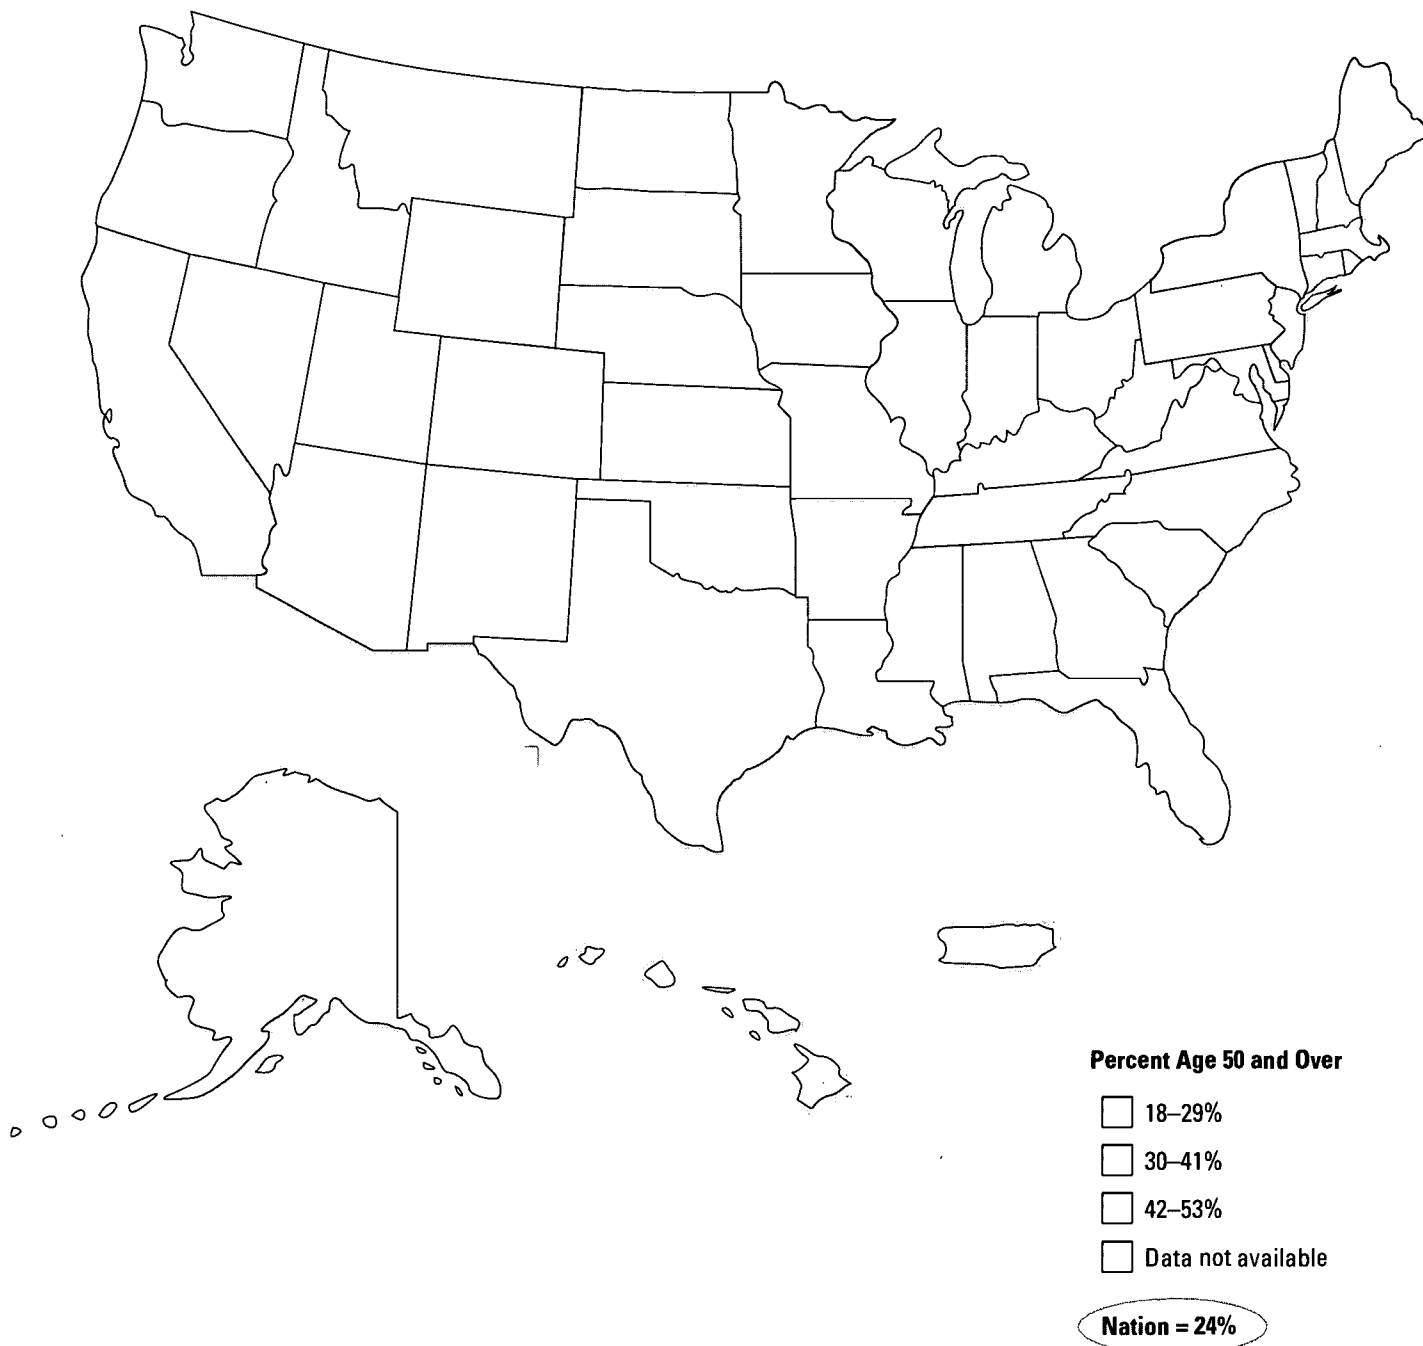 Percent Age 50 and Over
18–29%
30–41%
42–53%
Data not available
Nation = 24%